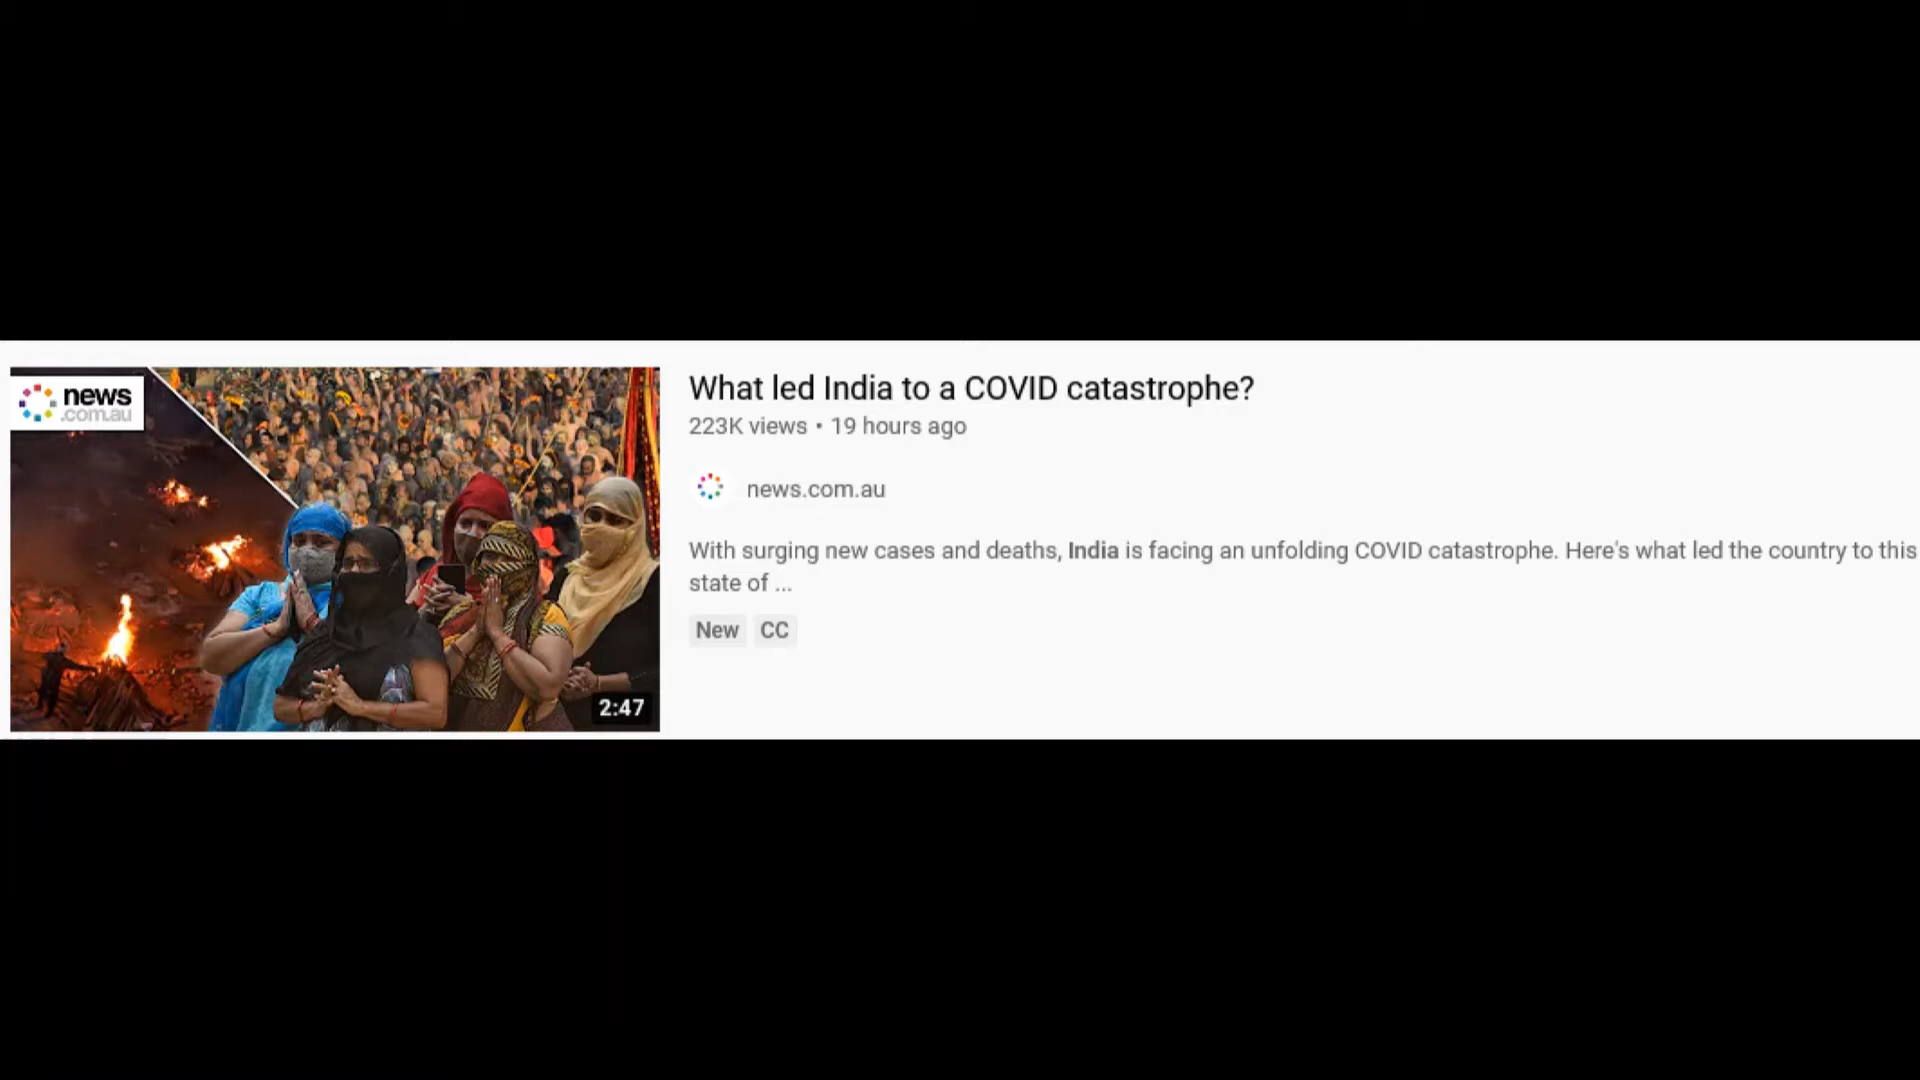 news
.com.au
2:47
What led India to a COVID catastrophe?
223K views • 19 hours ago
news.com.au
With surging new cases and deaths, India is facing an unfolding COVID catastrophe. Here's what led the country to this
state of ...
New CC